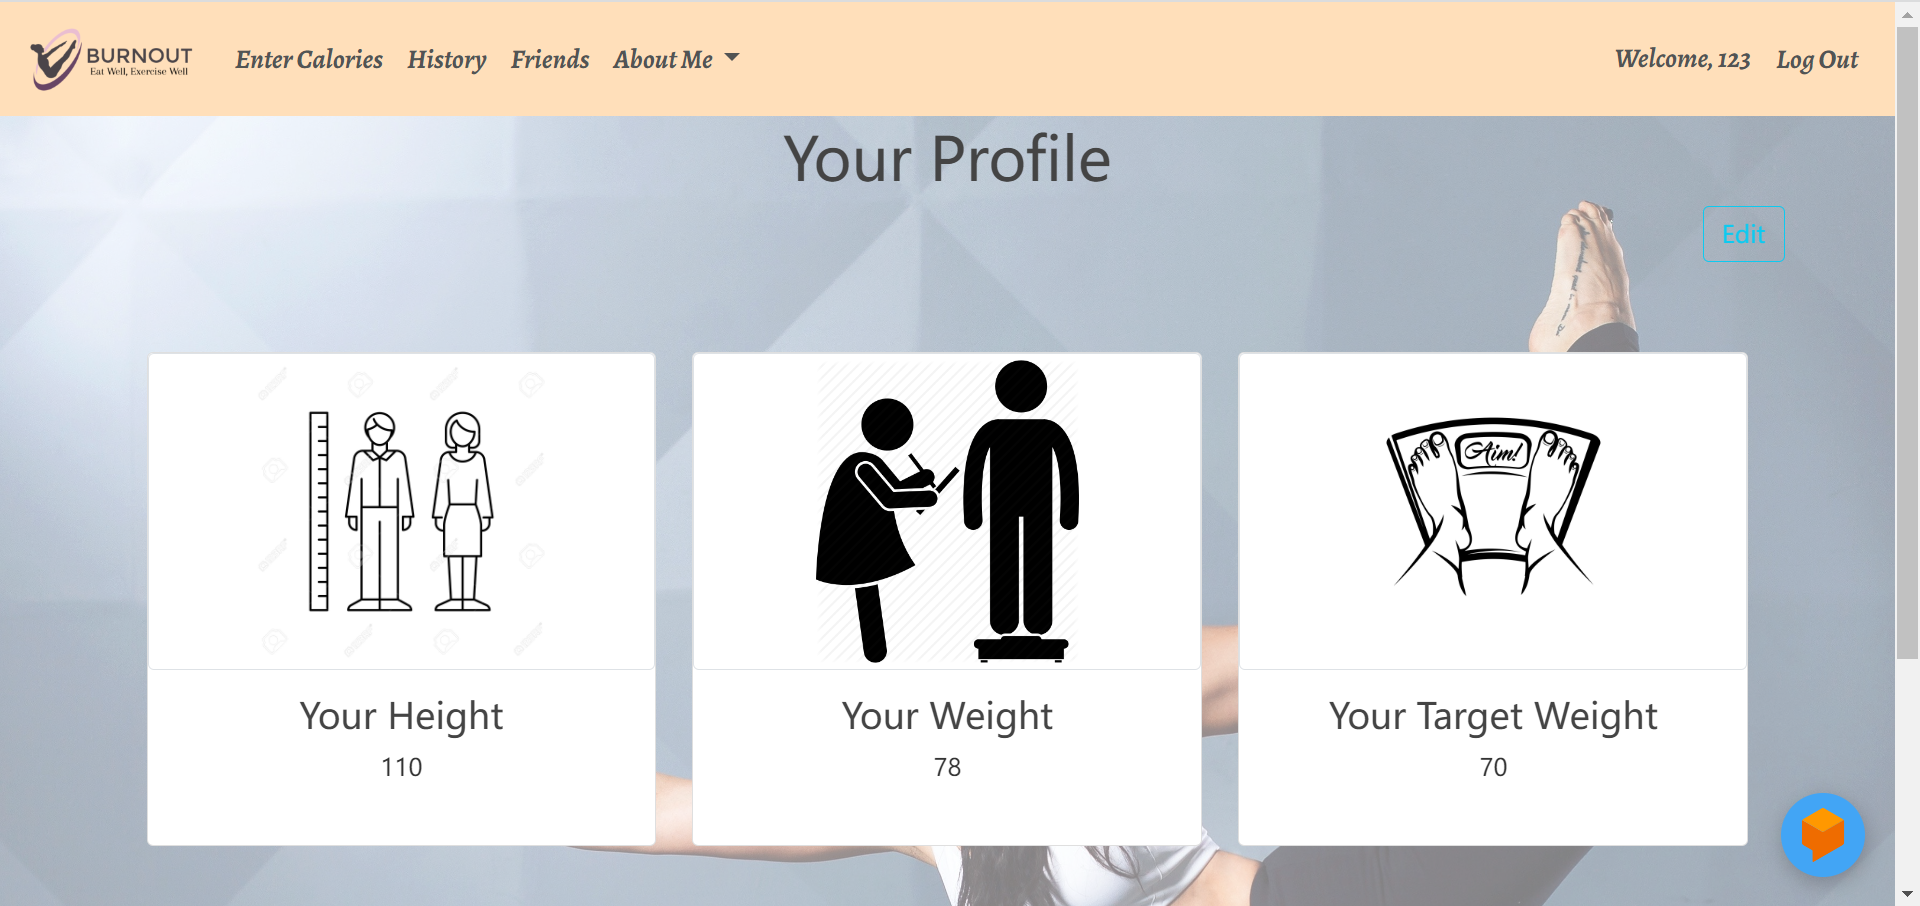 BURNOUT
Eat Well, Exercise Well
Enter Calories
History
Friends
About Me
Welcome, 123
Log Out
Your Profile
Edit
Aim!
Your Height
110
Your Weight
78
Your Target Weight
70